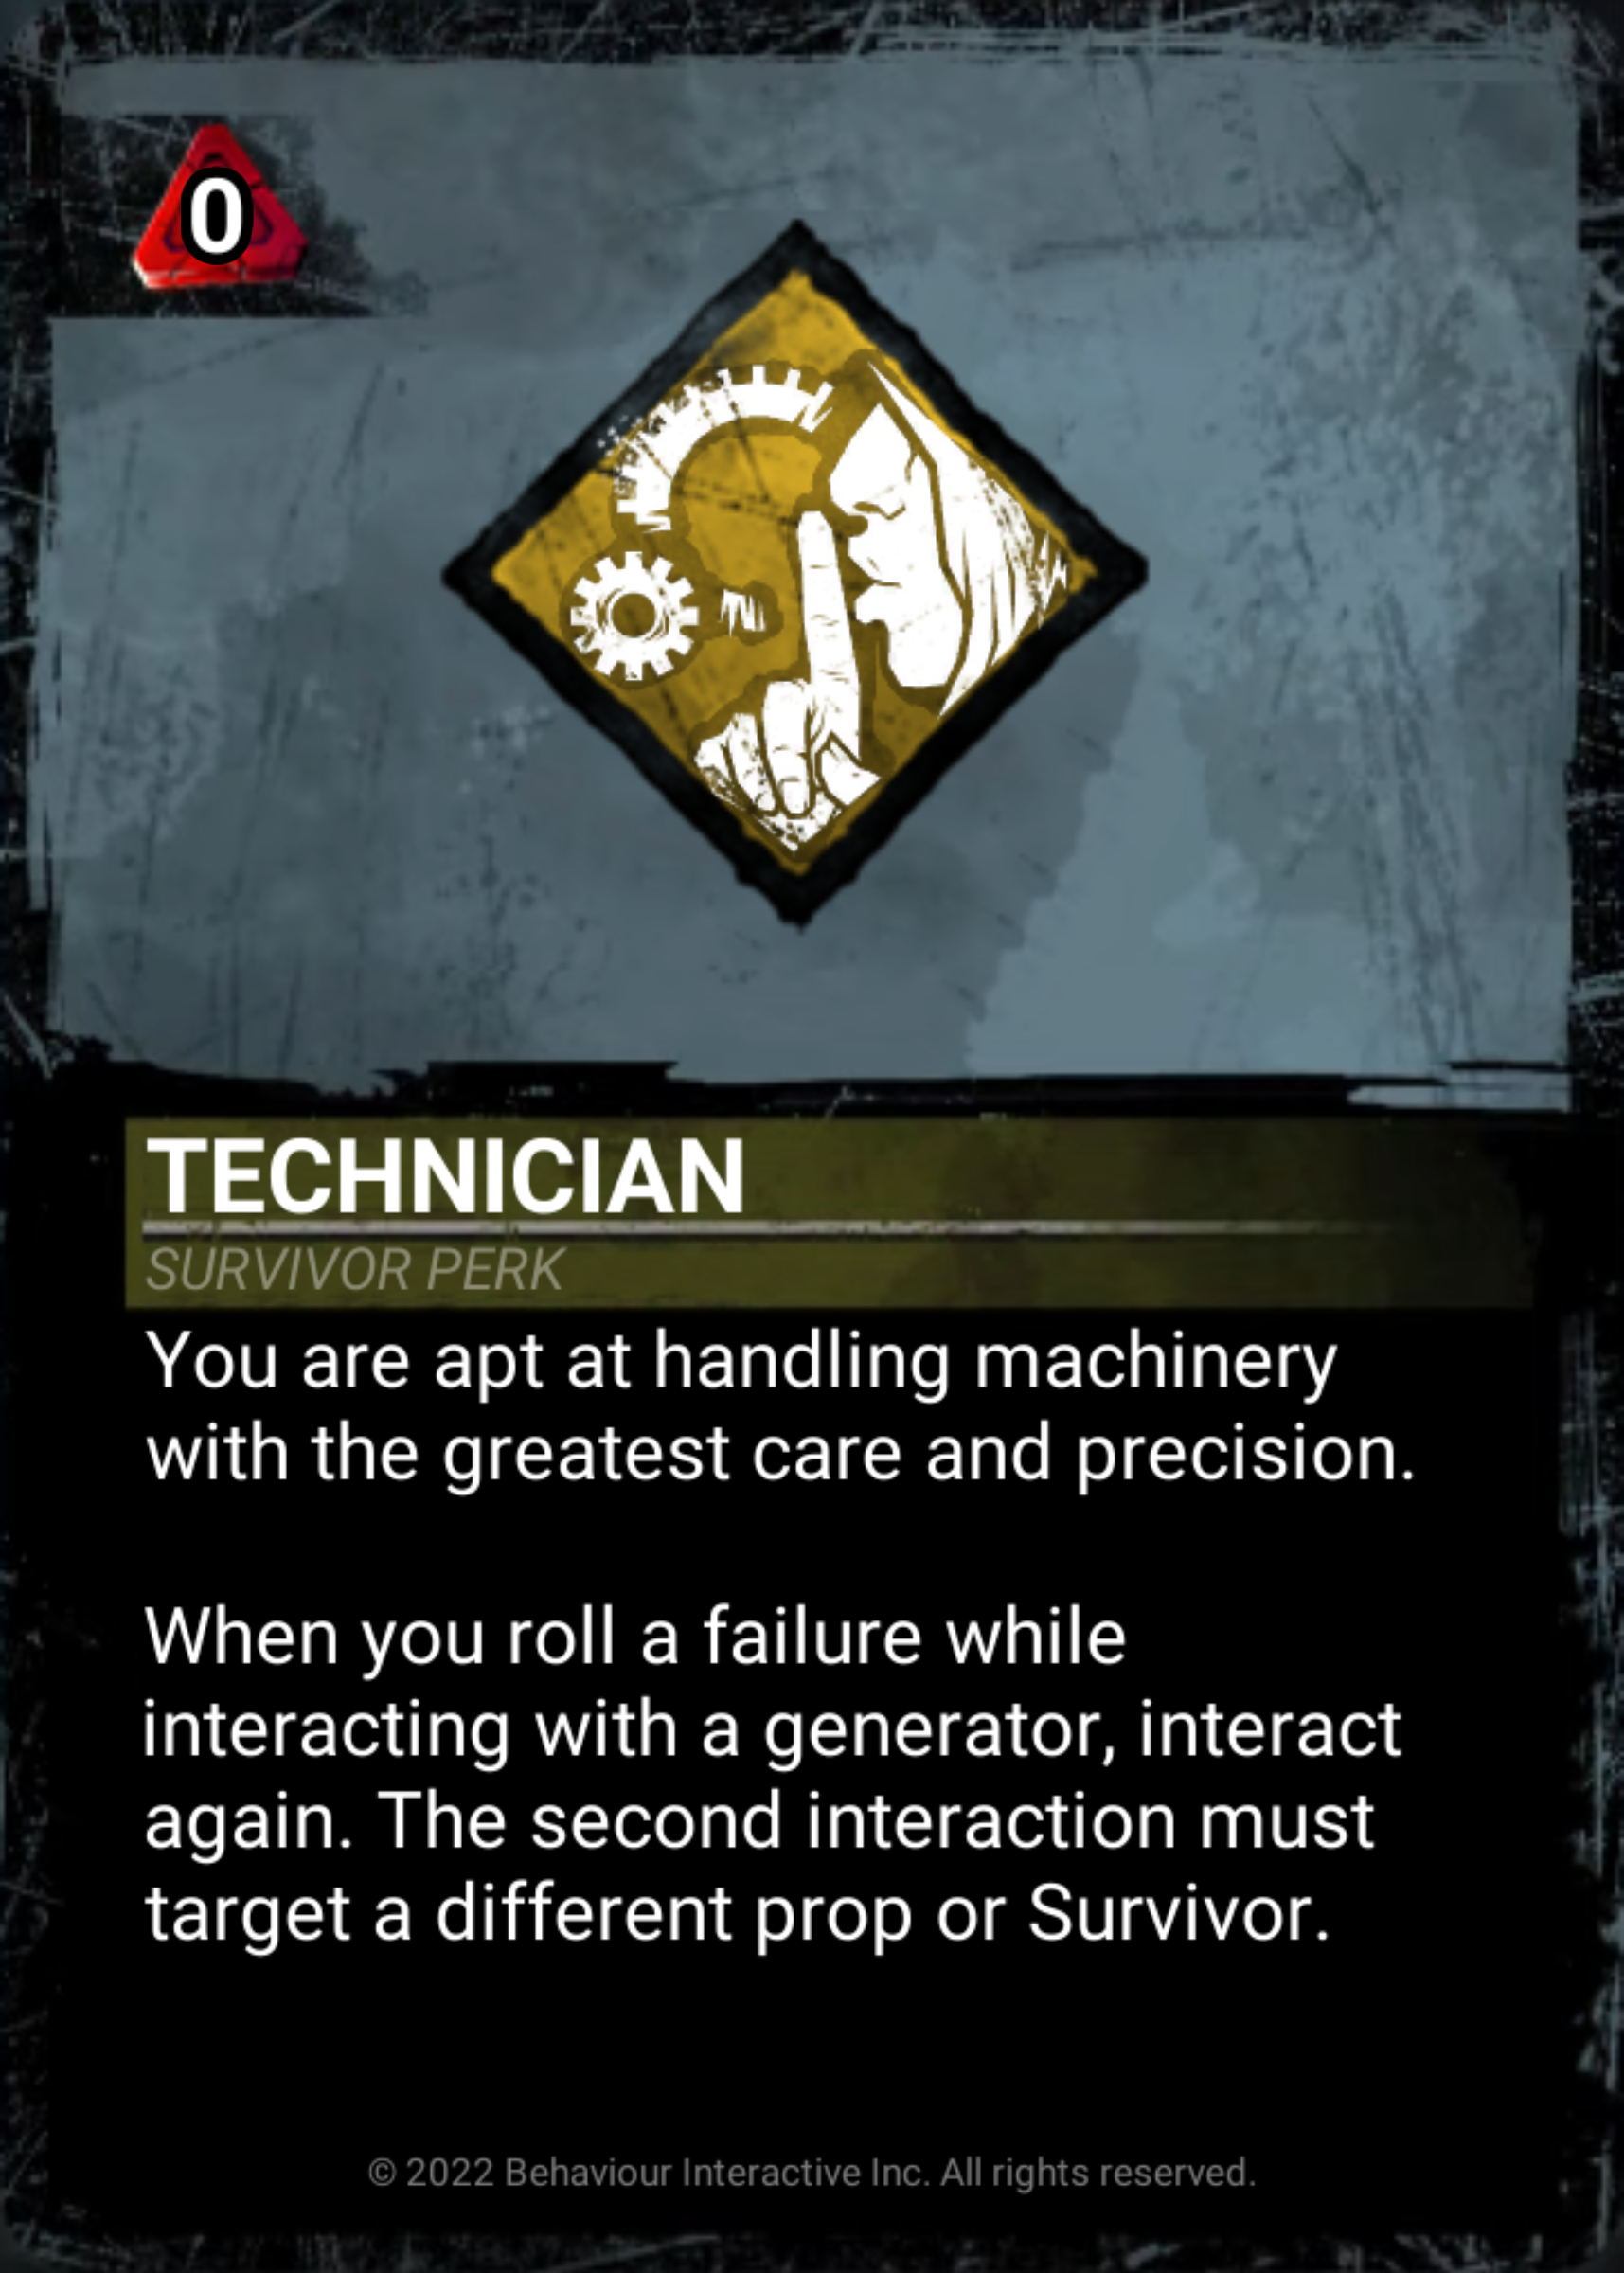 0
TECHNICIAN
SURVIVOR PERK
You are apt at handling machinery
with the greatest care and precision.
When you roll a failure while
interacting with a generator, interact
again. The second interaction must
target a different prop or Survivor.
© 2022 Behaviour Interactive Inc. All rights reserved.